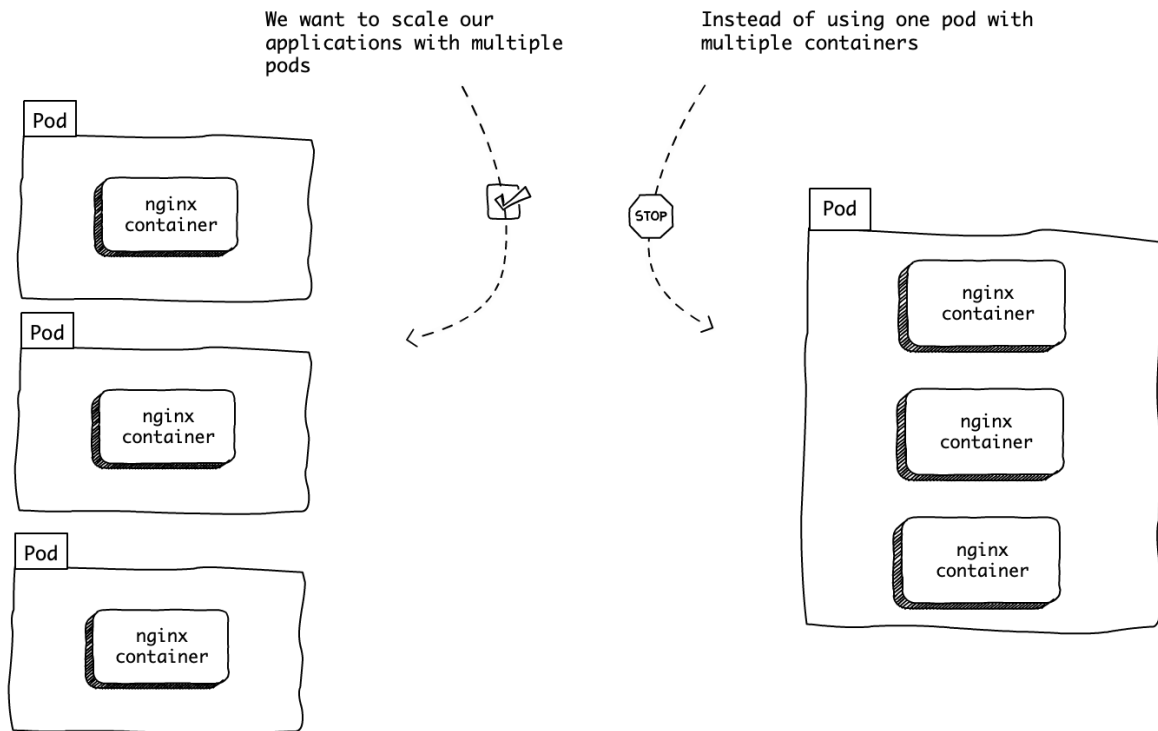 We want to scale our
applications with multiple
pods
Instead of using one pod with
multiple containers
Pod
nginx
container
Pod
nginx
container
Pod
nginx
container
STOP
Pod
nginx
container
nginx
container
nginx
container